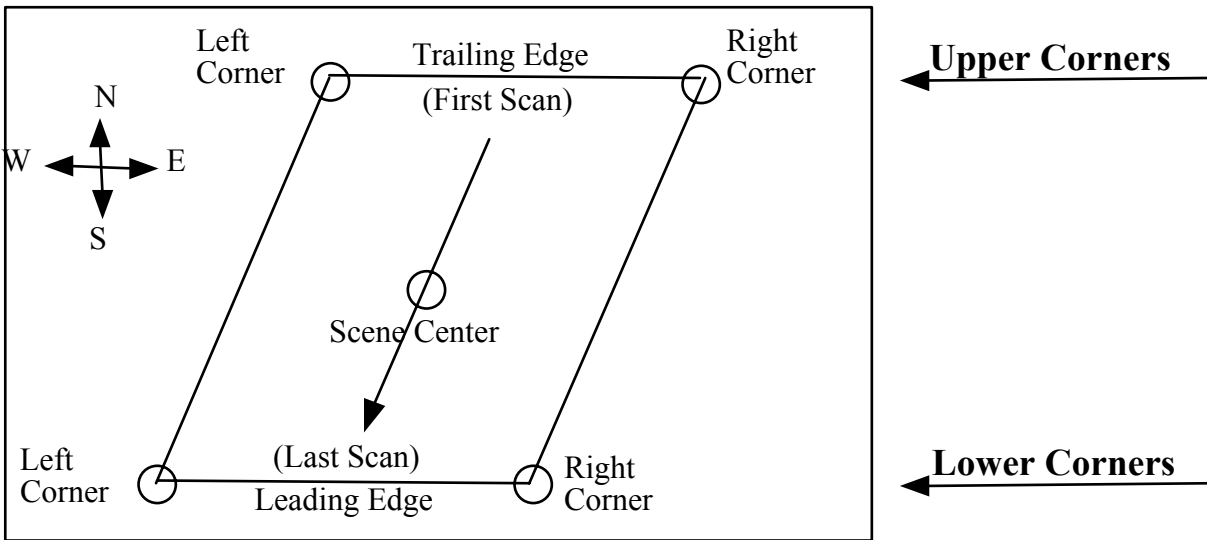 Left
Corner
Trailing Edge
(First Scan)
Right
Corner
Upper Corners
N
W
E
S
Scene Center
Left
Corner
(Last Scan)
Leading Edge
Right
Corner
Lower Corners